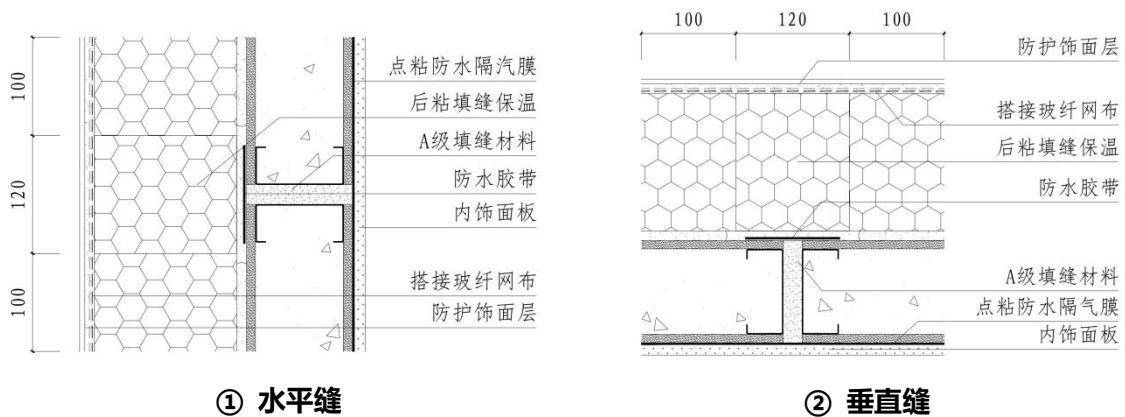 100
120
100
点粘防水隔汽膜
后粘填缝保温
A级填缝材料
防水胶带
内饰面板
搭接玻纤网布
防护饰面层
① 水平缝
100
120
100
防护饰面层
搭接玻纤网布
后粘填缝保温
防水胶带
A级填缝材料
点粘防水隔气膜
内饰面板
② 垂直缝